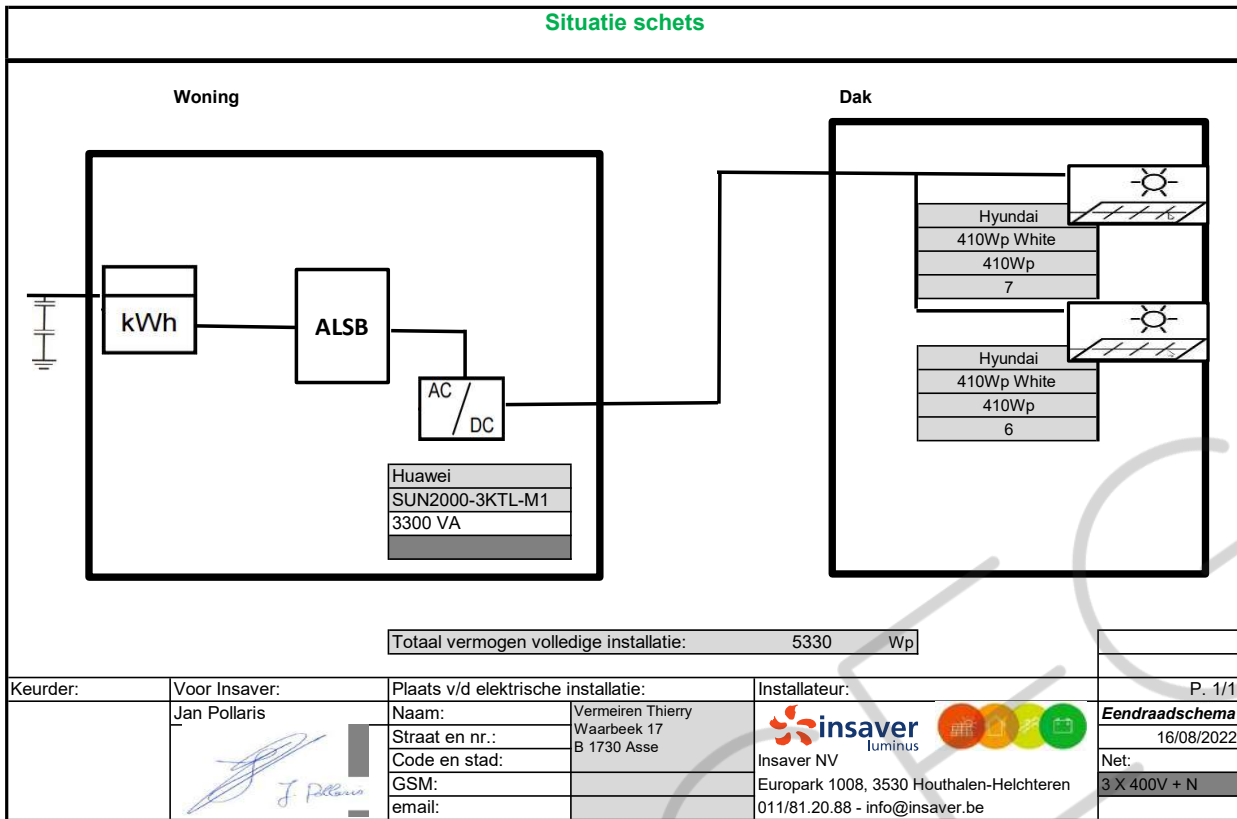 Situatie schets
Woning
Dak
kWh
ALSB
AC
DC
Huawei
SUN2000-3KTL-M1
3300 VA
Hyundai
410Wp White
410Wp
7
Hyundai
410Wp White
410Wp
6
Totaal vermogen volledige installatie: 5330 Wp
Keurder:
Voor Insaver:
Jan Pollaris
J. Pollaris
Plaats v/d elektrische installatie:
Naam:
Straat en nr.:
Code en stad:
GSM:
email:
Vermeiren Thierry
Waarbeek 17
B 1730 Asse
Installateur:
insaver
luminus
Insaver NV
Europark 1008, 3530 Houthalen-Helchteren
011/81.20.88 - info@insaver.be
P. 1/1
Eendraadschema
16/08/2022
Net:
3 X 400V + N